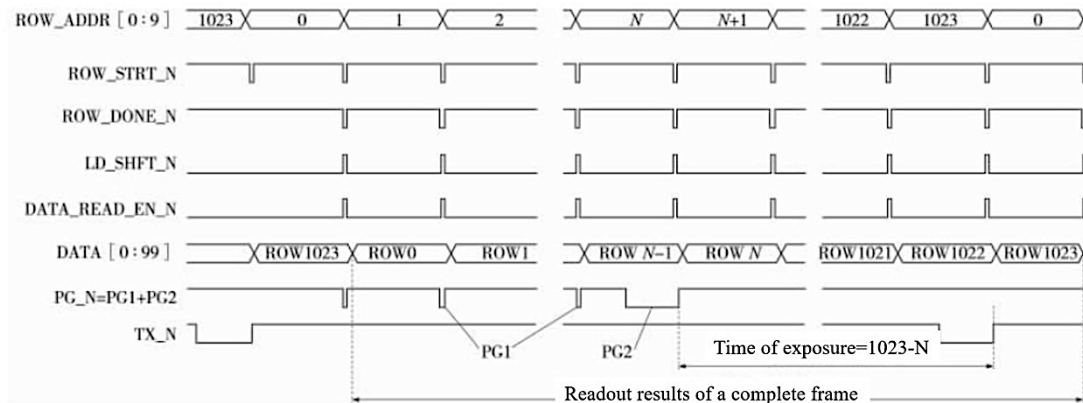 ROW_ADDR [0:9] 1023 0 1 2 N N+1 1022 1023 0
ROW_STRT_N
ROW_DONE_N
LD_SHFT_N
DATA_READ_EN_N
DATA [0:99] ROW1023 ROW0 ROW1 ROW N–1 ROW N ROW1021 ROW1022 ROW1023
PG_N=PG1+PG2
TX_N
PG1 PG2 Time of exposure=1023-N
Readout results of a complete frame